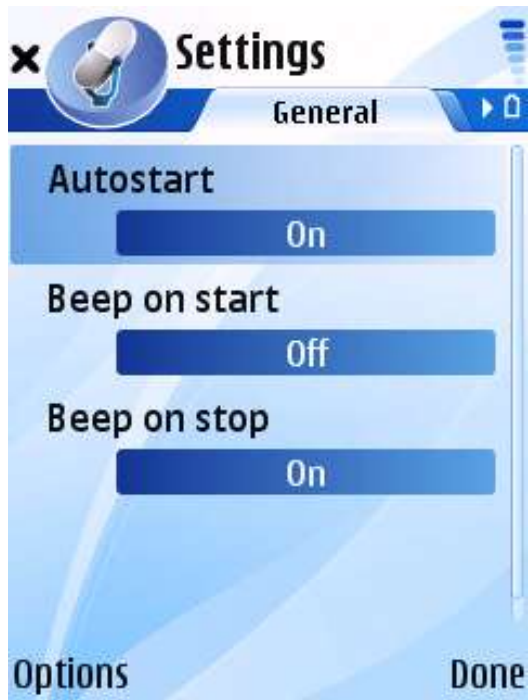 Settings
General
Autostart
On
Beep on start
Off
Beep on stop
On
Options Done